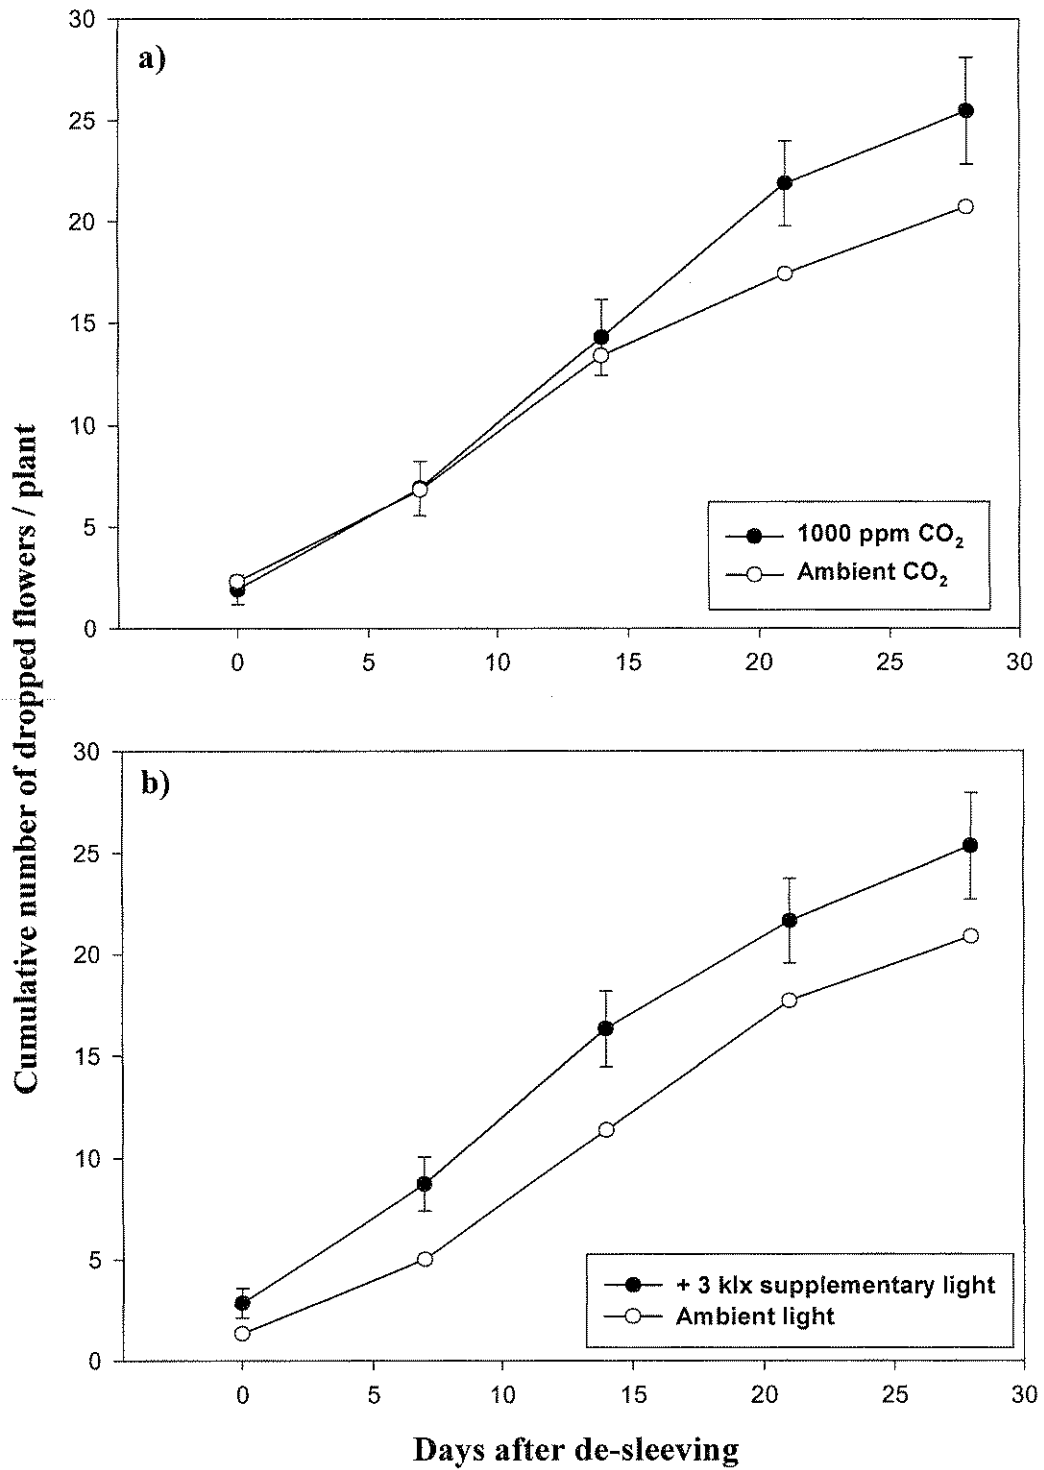 Cumulative number of dropped flowers / plant
a)
30
25
20
15
10
5
0
1000 ppm CO₂
Ambient CO₂
0 5 10 15 20 25 30
b)
30
25
20
15
10
5
0
+ 3 klx supplementary light
Ambient light
0 5 10 15 20 25 30
Days after de-sleeving